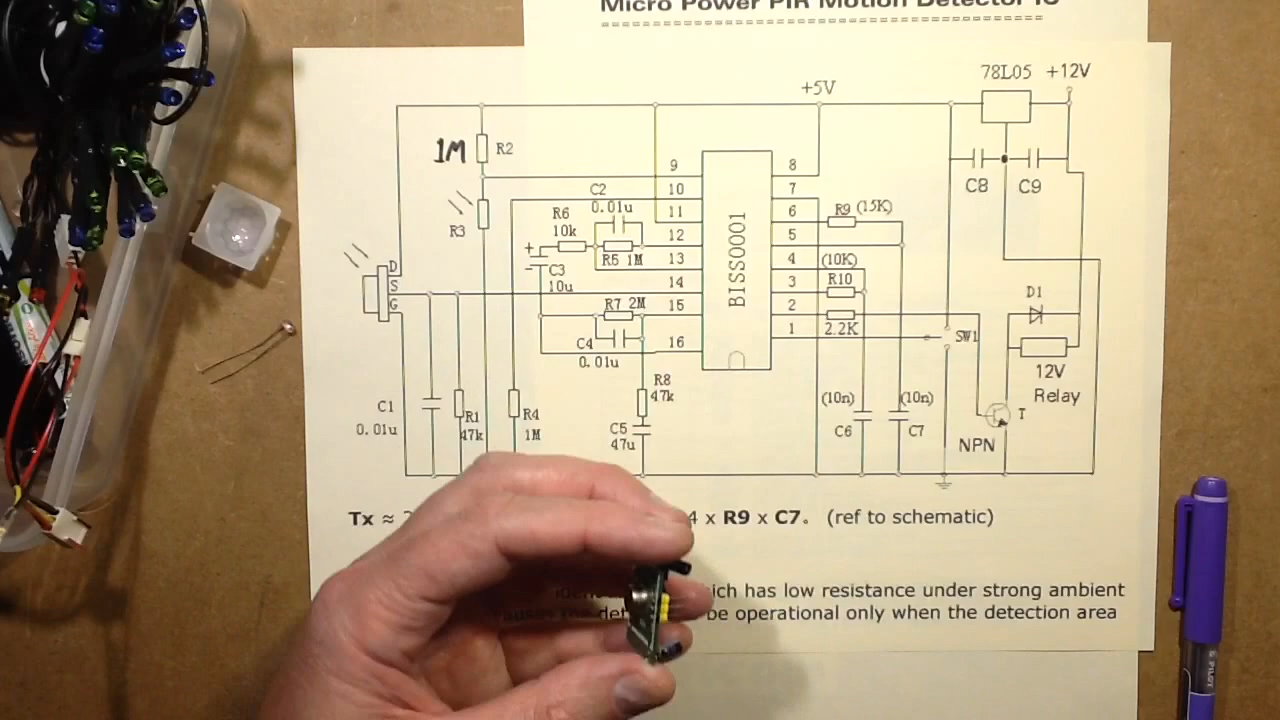 Micro Power PIR Motion Detector IC
78L05 +12V
+5V
1M R2
9 8
C8 C9
10 7
C2
0.01u
R3
R6
10k
11 6 R9 (15K)
12 5
+
R5 1M
13 4 (10K)
-
C3
10u
D
S
G
14 3 R10
R7 2M
15 2
2.2K
C4
0.01u
16 1
BISS0001
SW1
D1
12V
Relay
R8
47k
C1
0.01u
R1
47k
R4
1M
C5
47u
(10n) (10n)
C6 C7
T
NPN
Tx ≈ 4 x R9 x C7。 (ref to schematic)
ich has low resistance under strong ambient
be operational only when the detection area
PILOT